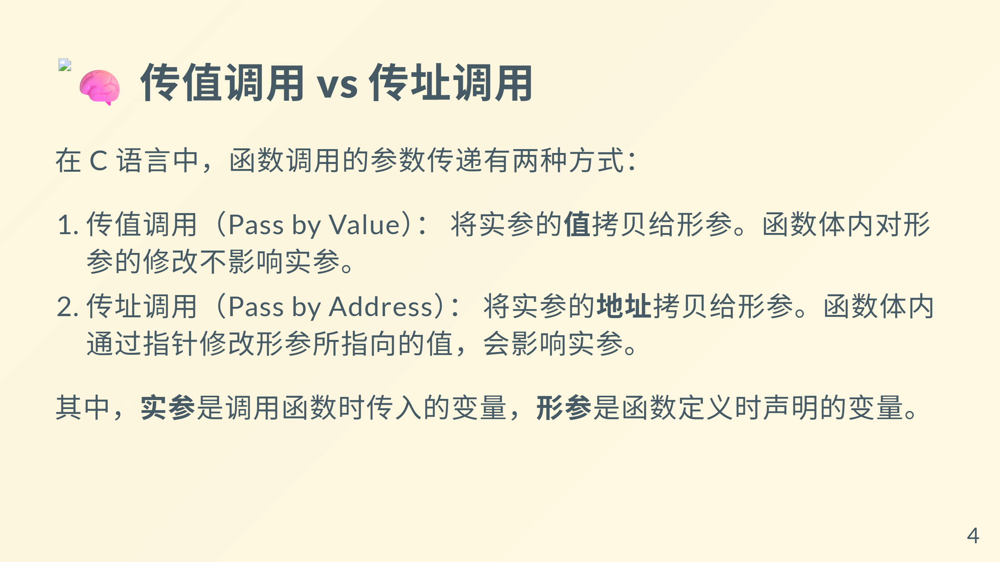 🧠 传值调用 vs 传址调用
在 C 语言中，函数调用的参数传递有两种方式：
1. 传值调用（Pass by Value）： 将实参的值拷贝给形参。函数体内对形
参的修改不影响实参。
2. 传址调用（Pass by Address）： 将实参的地址拷贝给形参。函数体内
通过指针修改形参所指向的值，会影响实参。
其中，实参是调用函数时传入的变量，形参是函数定义时声明的变量。
4